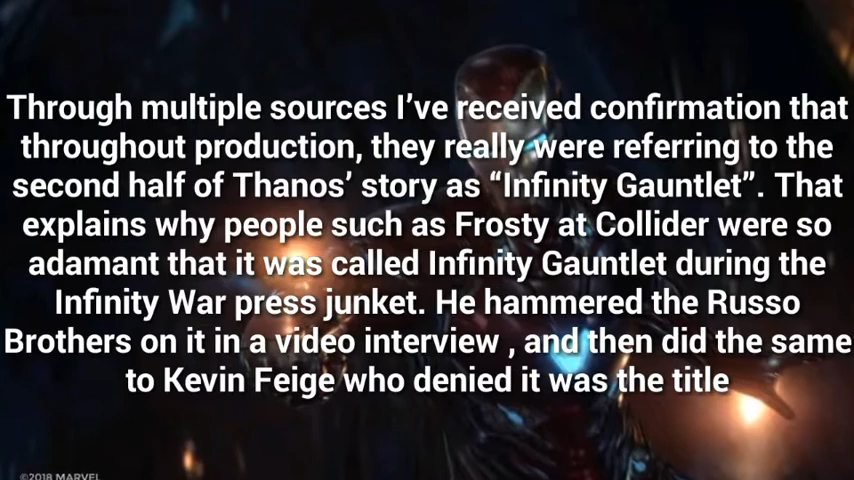 Through multiple sources I’ve received confirmation that
throughout production, they really were referring to the
second half of Thanos’ story as “Infinity Gauntlet”. That
explains why people such as Frosty at Collider were so
adamant that it was called Infinity Gauntlet during the
Infinity War press junket. He hammered the Russo
Brothers on it in a video interview , and then did the same
to Kevin Feige who denied it was the title
©2018 MARVEL